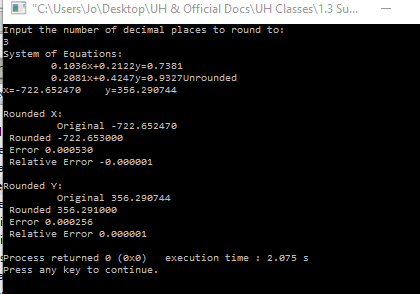 "C:\Users\Jo\Desktop\UH & Official Docs\UH Classes\1.3 Su...
Input the number of decimal places to round to:
3
System of Equations:
0.1036x+0.2122y=0.7381
0.2081x+0.4247y=0.9327Unrounded
x=-722.652470    y=356.290744
Rounded X:
Original -722.652470
Rounded -722.653000
Error 0.000530
Relative Error -0.000001
Rounded Y:
Original 356.290744
Rounded 356.291000
Error 0.000256
Relative Error 0.000001
Process returned 0 (0x0)   execution time : 2.075 s
Press any key to continue.